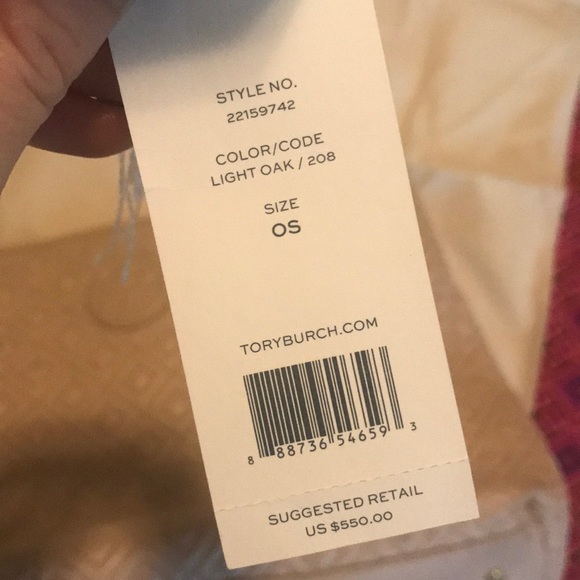 STYLE NO.
22159742
COLOR/CODE
LIGHT OAK / 208
SIZE
OS
TORYBURCH.COM
8 88736 54659 3
SUGGESTED RETAIL
US $550.00